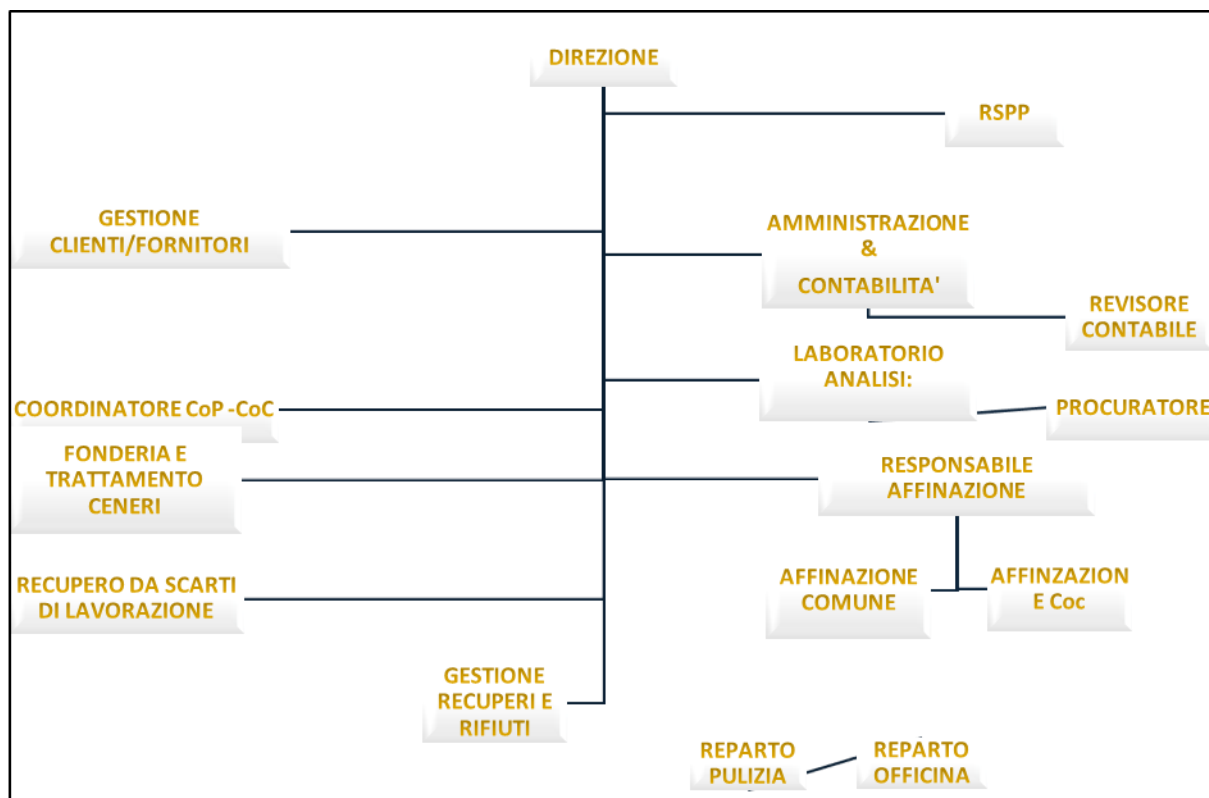 DIREZIONE
RSPP
GESTIONE
CLIENTI/FORNITORI
AMMINISTRAZIONE
&
CONTABILITA'
REVISORE
CONTABILE
LABORATORIO
ANALISI:
COORDINATORE CoP -CoC
PROCURATORE
FONDERIA E
TRATTAMENTO
CENERI
RESPONSABILE
AFFINAZIONE
RECUPERO DA SCARTI
DI LAVORAZIONE
AFFINAZIONE
COMUNE
AFFINZAZION
E Coc
GESTIONE
RECUPERI E
RIFIUTI
REPARTO
PULIZIA
REPARTO
OFFICINA